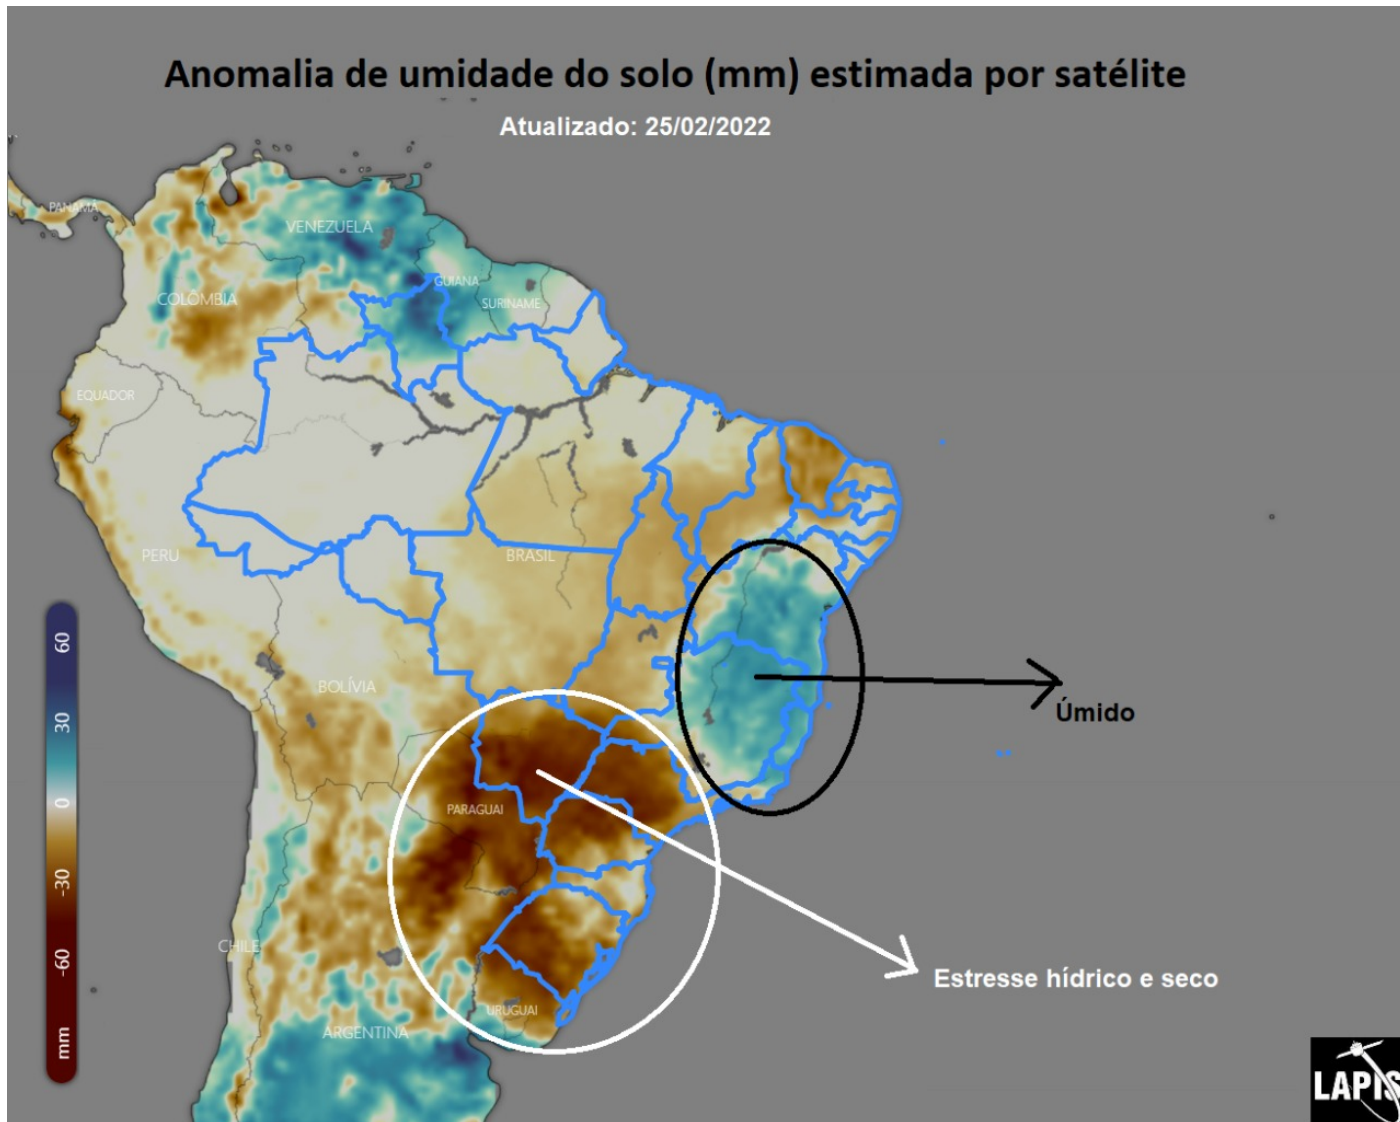 Anomalia de umidade do solo (mm) estimada por satélite
Atualizado: 25/02/2022
PANAMÁ
VENEZUELA
GUIANA
SURINAME
COLÔMBIA
EQUADOR
PERU
BRASIL
BOLÍVIA
PARAGUAI
CHILE
URUGUAI
ARGENTINA
60
30
0
-30
-60
mm
Úmido
Estresse hídrico e seco
LAPIS